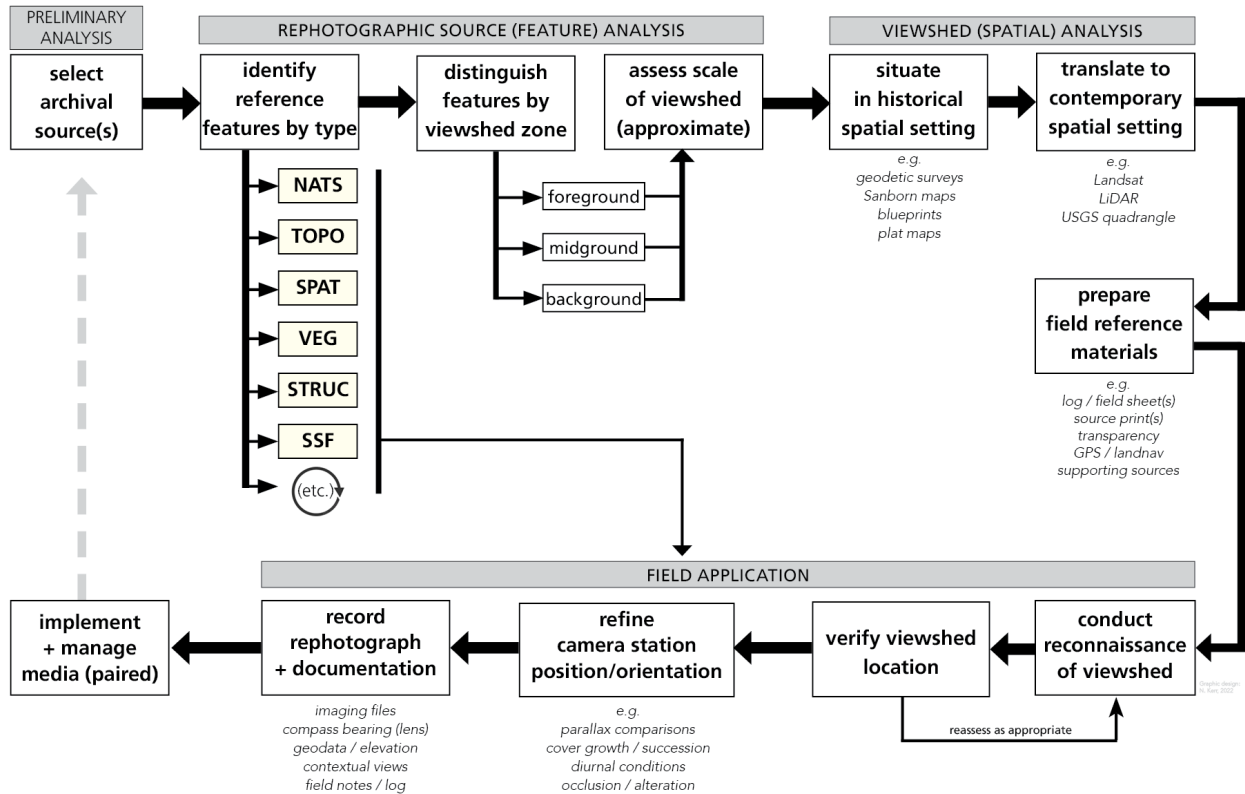 PRELIMINARY
ANALYSIS
REPHOTOGRAPHIC SOURCE (FEATURE) ANALYSIS
VIEWSHED (SPATIAL) ANALYSIS
select
archival
source(s)
identify
reference
features by type
distinguish
features by
viewshed zone
assess scale
of viewshed
(approximate)
situate
in historical
spatial setting
translate to
contemporary
spatial setting
NATS
TOPO
SPAT
VEG
STRUC
SSF
(etc.)
foreground
midground
background
e.g.
geodetic surveys
Sanborn maps
blueprints
plat maps
e.g.
Landsat
LiDAR
USGS quadrangle
prepare
field reference
materials
e.g.
log / field sheet(s)
source print(s)
transparency
GPS / landnav
supporting sources
FIELD APPLICATION
implement
+ manage
media (paired)
record
rephotograph
+ documentation
refine
camera station
position/orientation
verify viewshed
location
conduct
reconnaissance
of viewshed
imaging files
compass bearing (lens)
geodata / elevation
contextual views
field notes / log
e.g.
parallax comparisons
cover growth / succession
diurnal conditions
occlusion / alteration
reassess as appropriate
Graphic design:
N. Kerr, 2022